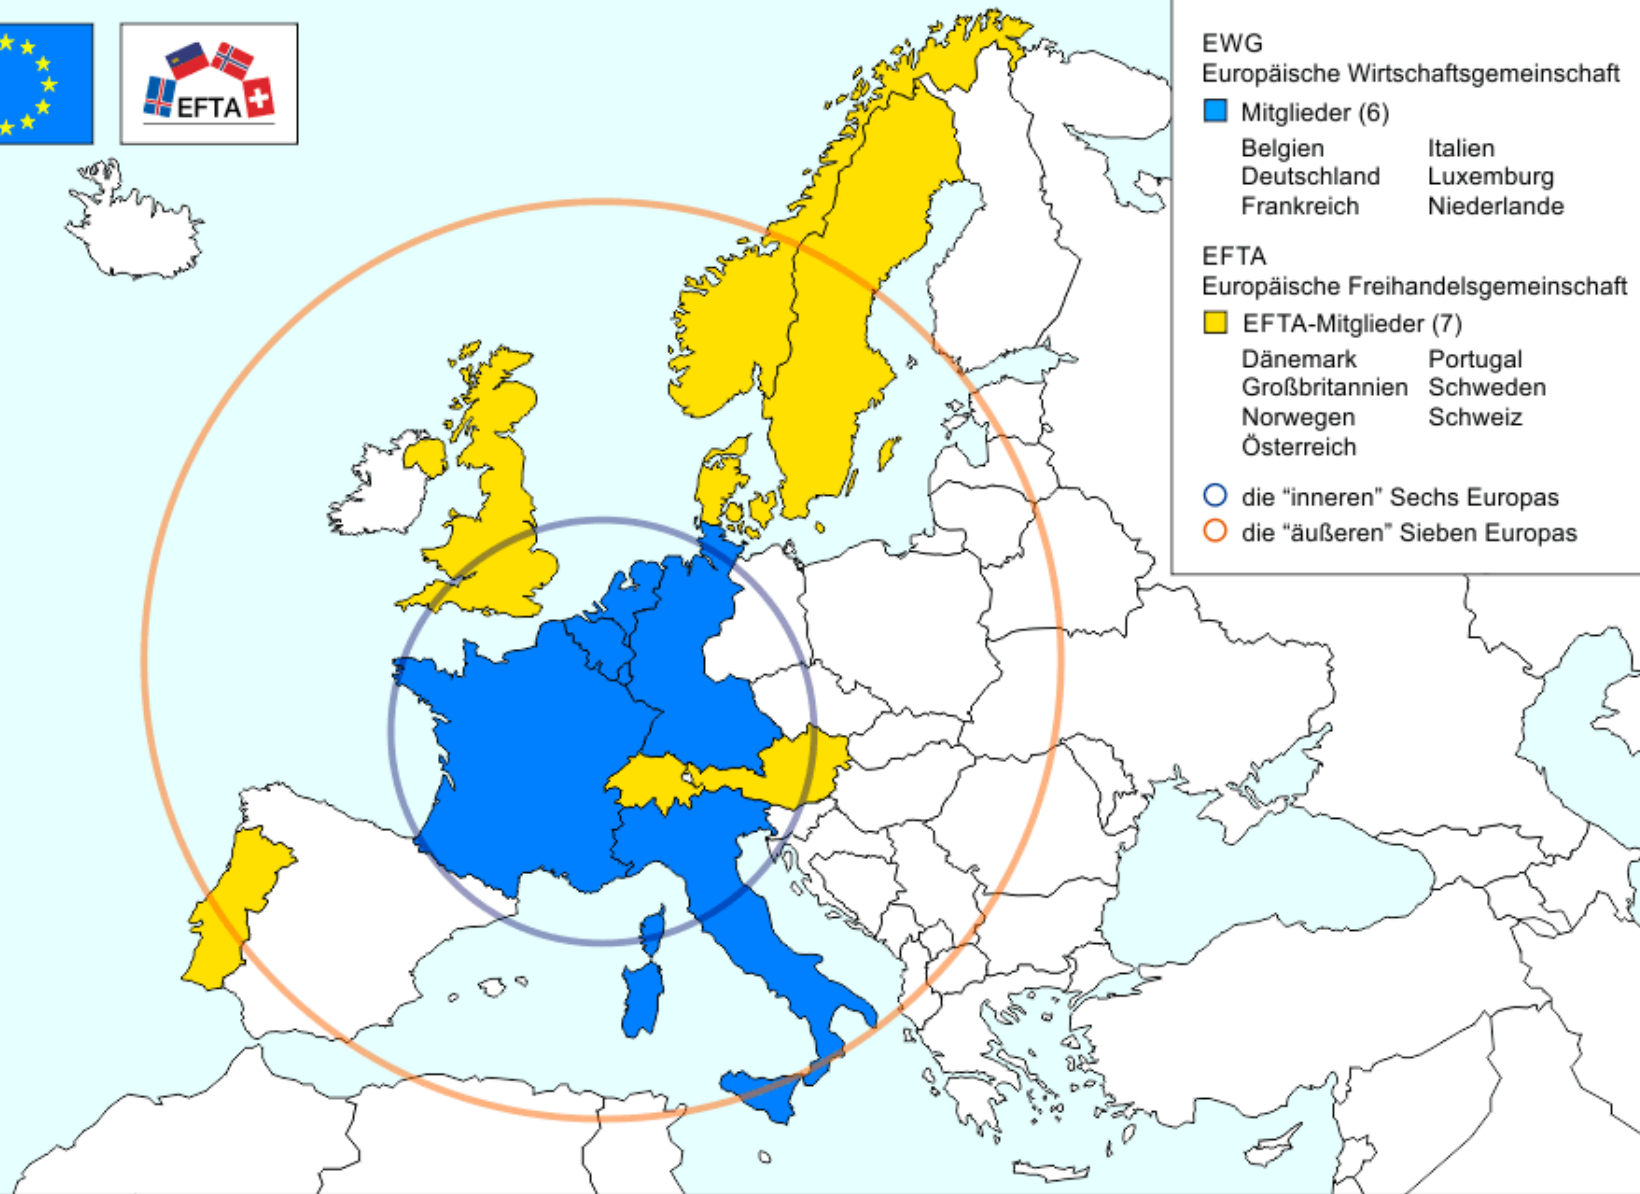 EFTA
EWG
Europäische Wirtschaftsgemeinschaft
Mitglieder (6)
Belgien
Deutschland
Frankreich
Italien
Luxemburg
Niederlande
EFTA
Europäische Freihandelsgemeinschaft
EFTA-Mitglieder (7)
Dänemark
Großbritannien
Norwegen
Österreich
Portugal
Schweden
Schweiz
die “inneren” Sechs Europas
die “äußeren” Sieben Europas